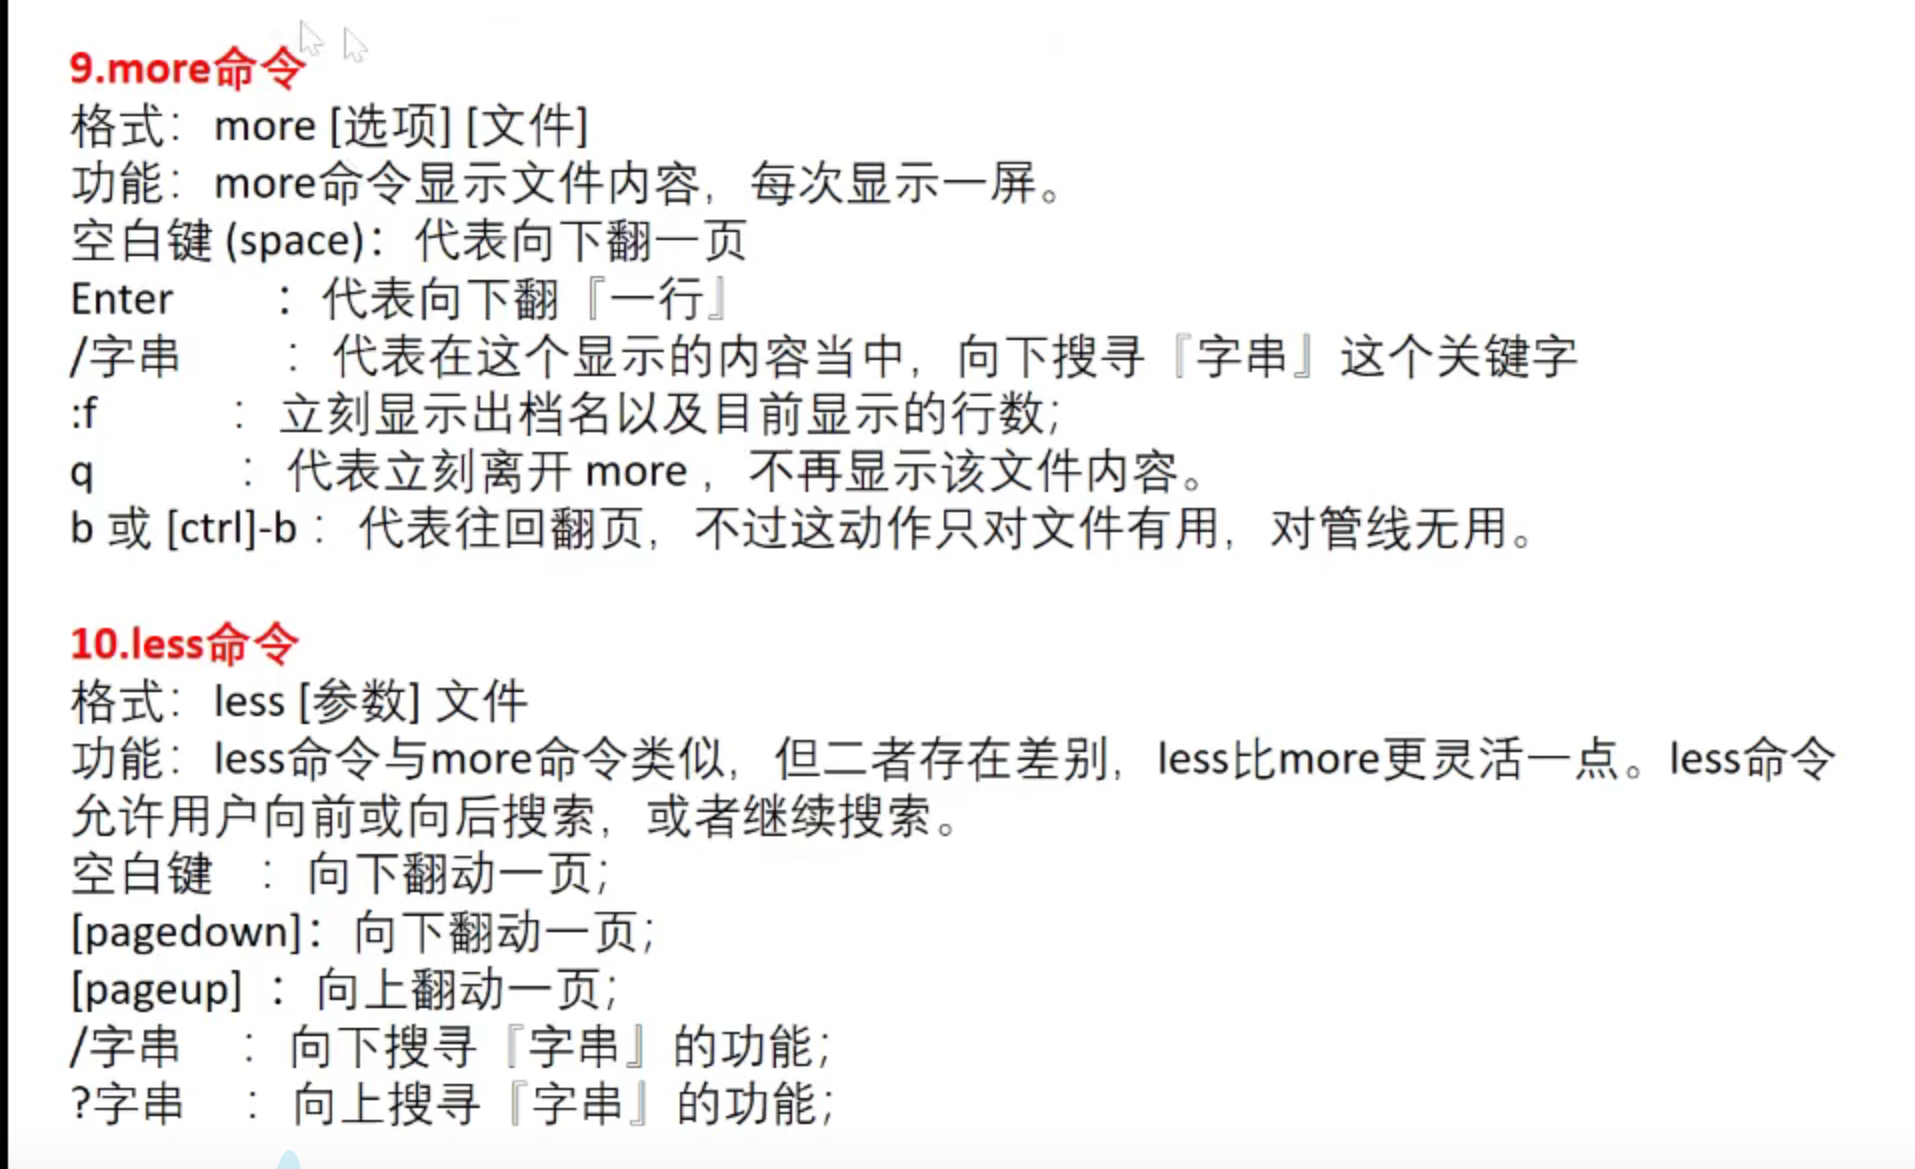 9.more命令
格式：more [选项] [文件]
功能：more命令显示文件内容，每次显示一屏。
空白键 (space)：代表向下翻一页
Enter ：代表向下翻『一行』
/字串 ：代表在这个显示的内容当中，向下搜寻『字串』这个关键字
:f ：立刻显示出档名以及目前显示的行数；
q ：代表立刻离开 more ，不再显示该文件内容。
b 或 [ctrl]-b ：代表往回翻页，不过这动作只对文件有用，对管线无用。
10.less命令
格式：less [参数] 文件
功能：less命令与more命令类似，但二者存在差别，less比more更灵活一点。less命令
允许用户向前或向后搜索，或者继续搜索。
空白键 ：向下翻动一页；
[pagedown]：向下翻动一页；
[pageup] ：向上翻动一页；
/字串 ：向下搜寻『字串』的功能；
?字串 ：向上搜寻『字串』的功能；